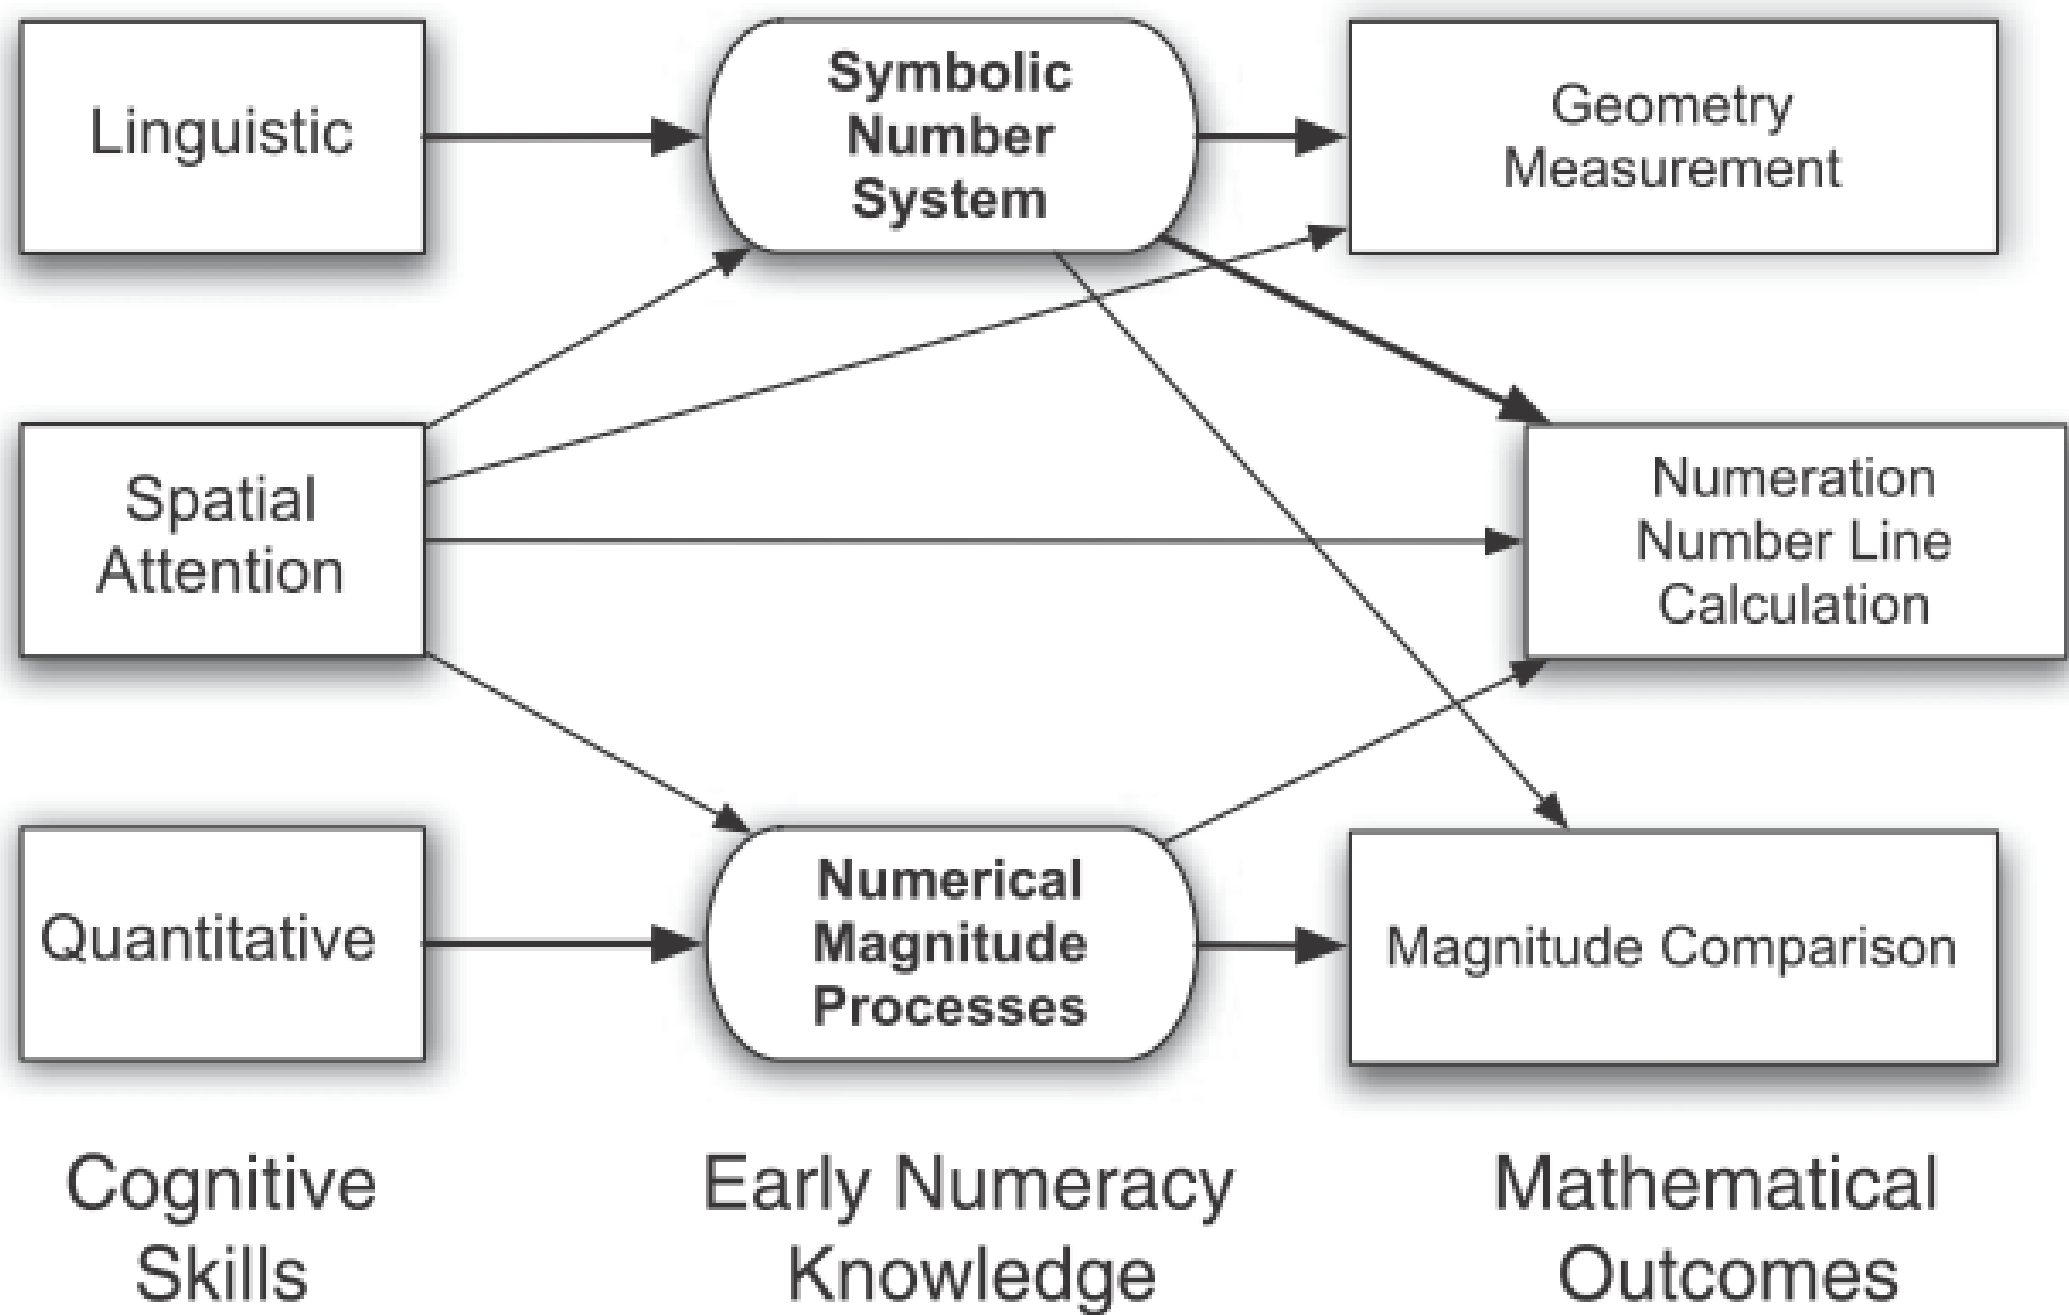 Linguistic
Symbolic
Number
System
Geometry
Measurement
Spatial
Attention
Numeration
Number Line
Calculation
Quantitative
Numerical
Magnitude
Processes
Magnitude Comparison
Cognitive
Skills
Early Numeracy
Knowledge
Mathematical
Outcomes